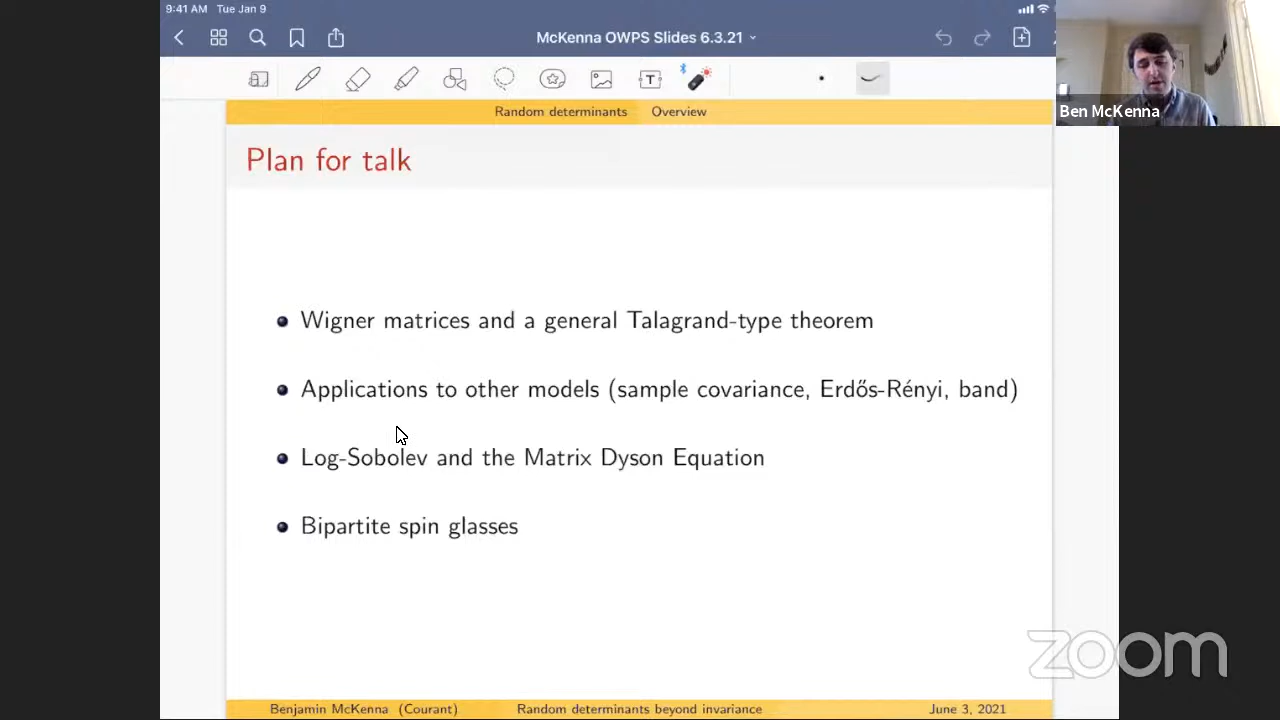 9:41 AM Tue Jan 9
McKenna OWPS Slides 6.3.21
T
Ben McKenna
Random determinants Overview
Plan for talk
Wigner matrices and a general Talagrand-type theorem
Applications to other models (sample covariance, Erdős-Rényi, band)
Log-Sobolev and the Matrix Dyson Equation
Bipartite spin glasses
zoom
Benjamin McKenna (Courant) Random determinants beyond invariance June 3, 2021